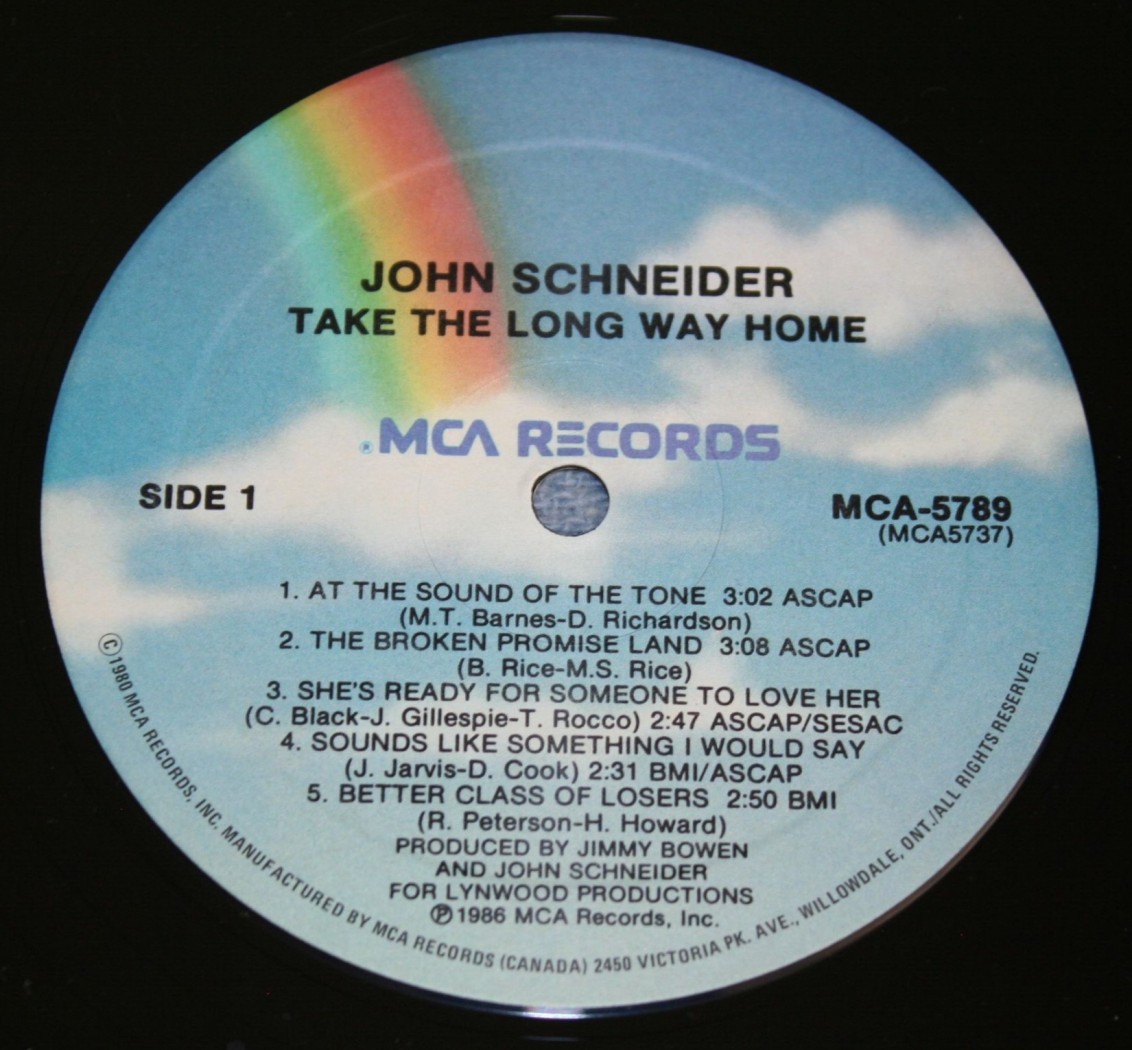 JOHN SCHNEIDER
TAKE THE LONG WAY HOME
® MCA RECORDS
SIDE 1
MCA-5789
(MCA5737)
1. AT THE SOUND OF THE TONE 3:02 ASCAP
(M.T. Barnes-D. Richardson)
2. THE BROKEN PROMISE LAND 3:08 ASCAP
(B. Rice-M.S. Rice)
3. SHE'S READY FOR SOMEONE TO LOVE HER
(C. Black-J. Gillespie-T. Rocco) 2:47 ASCAP/SESAC
4. SOUNDS LIKE SOMETHING I WOULD SAY
(J. Jarvis-D. Cook) 2:31 BMI/ASCAP
5. BETTER CLASS OF LOSERS 2:50 BMI
(R. Peterson-H. Howard)
PRODUCED BY JIMMY BOWEN
AND JOHN SCHNEIDER
FOR LYNWOOD PRODUCTIONS
℗ 1986 MCA Records, Inc.
© 1980 MCA RECORDS, INC. MANUFACTURED BY MCA RECORDS (CANADA) 2450 VICTORIA PK. AVE., WILLOWDALE, ONT./ALL RIGHTS RESERVED.